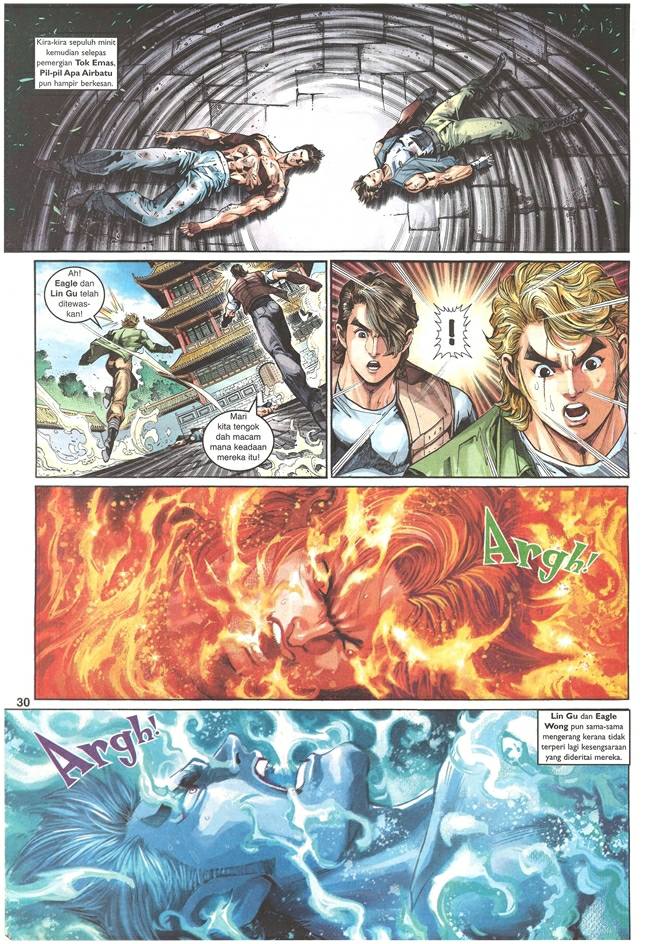 Kira-kira sepuluh minit
kemudian selepas
pemergian Tok Emas,
Pil-pil Apa Airbatu
pun hampir berkesan.
Ah!
Eagle dan
Lin Gu telah
ditewas-
kan!
Mari
kita tengok
dah macam
mana keadaan
mereka itu!
!
Argh!
30
Argh!
Lin Gu dan Eagle
Wong pun sama-sama
mengerang kerana tidak
terperi lagi kesengsaraan
yang dideritai mereka.